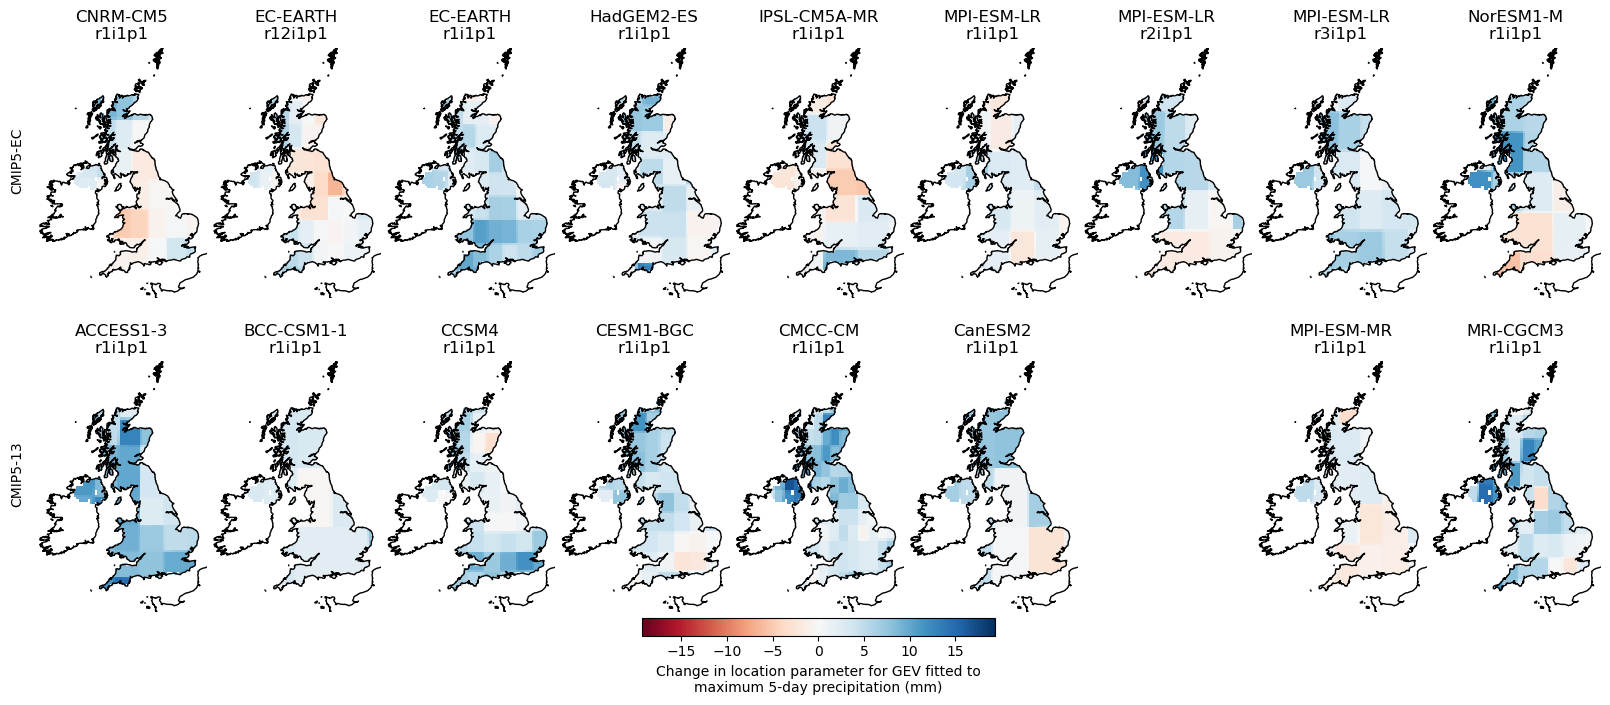 CNRM-CM5
r1i1p1
EC-EARTH
r12i1p1
EC-EARTH
r1i1p1
HadGEM2-ES
r1i1p1
IPSL-CM5A-MR
r1i1p1
MPI-ESM-LR
r1i1p1
MPI-ESM-LR
r2i1p1
MPI-ESM-LR
r3i1p1
NorESM1-M
r1i1p1
CMIP5-EC
ACCESS1-3
r1i1p1
BCC-CSM1-1
r1i1p1
CCSM4
r1i1p1
CESM1-BGC
r1i1p1
CMCC-CM
r1i1p1
CanESM2
r1i1p1
MPI-ESM-MR
r1i1p1
MRI-CGCM3
r1i1p1
CMIP5-13
−15 −10 −5 0 5 10 15
Change in location parameter for GEV fitted to
maximum 5-day precipitation (mm)